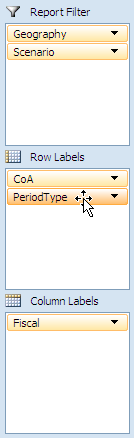 Report Filter
Geography
Scenario
Row Labels
CoA
PeriodType
Column Labels
Fiscal